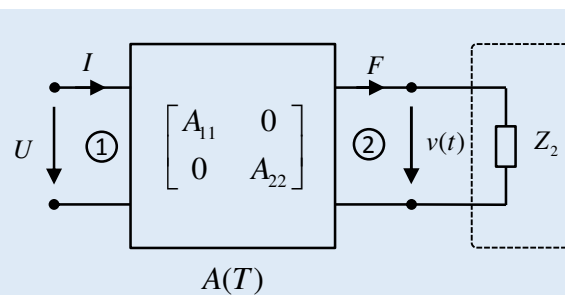 I F
U ① [A₁₁ 0
0 A₂₂] ② v(t) Z₂
A(T)